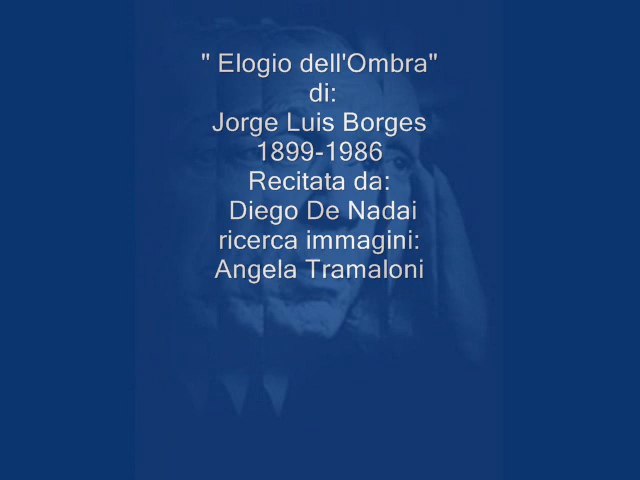 " Elogio dell'Ombra"
di:
Jorge Luis Borges
1899-1986
Recitata da:
Diego De Nadai
ricerca immagini:
Angela Tramaloni